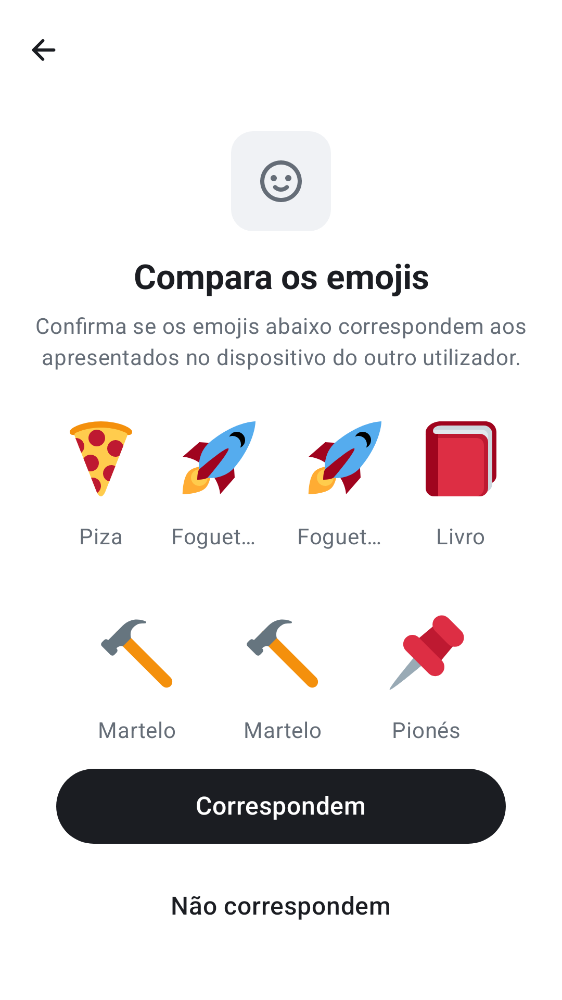 Compara os emojis
Confirma se os emojis abaixo correspondem aos
apresentados no dispositivo do outro utilizador.
Piza Foguet… Foguet… Livro
Martelo Martelo Pionés
Correspondem
Não correspondem